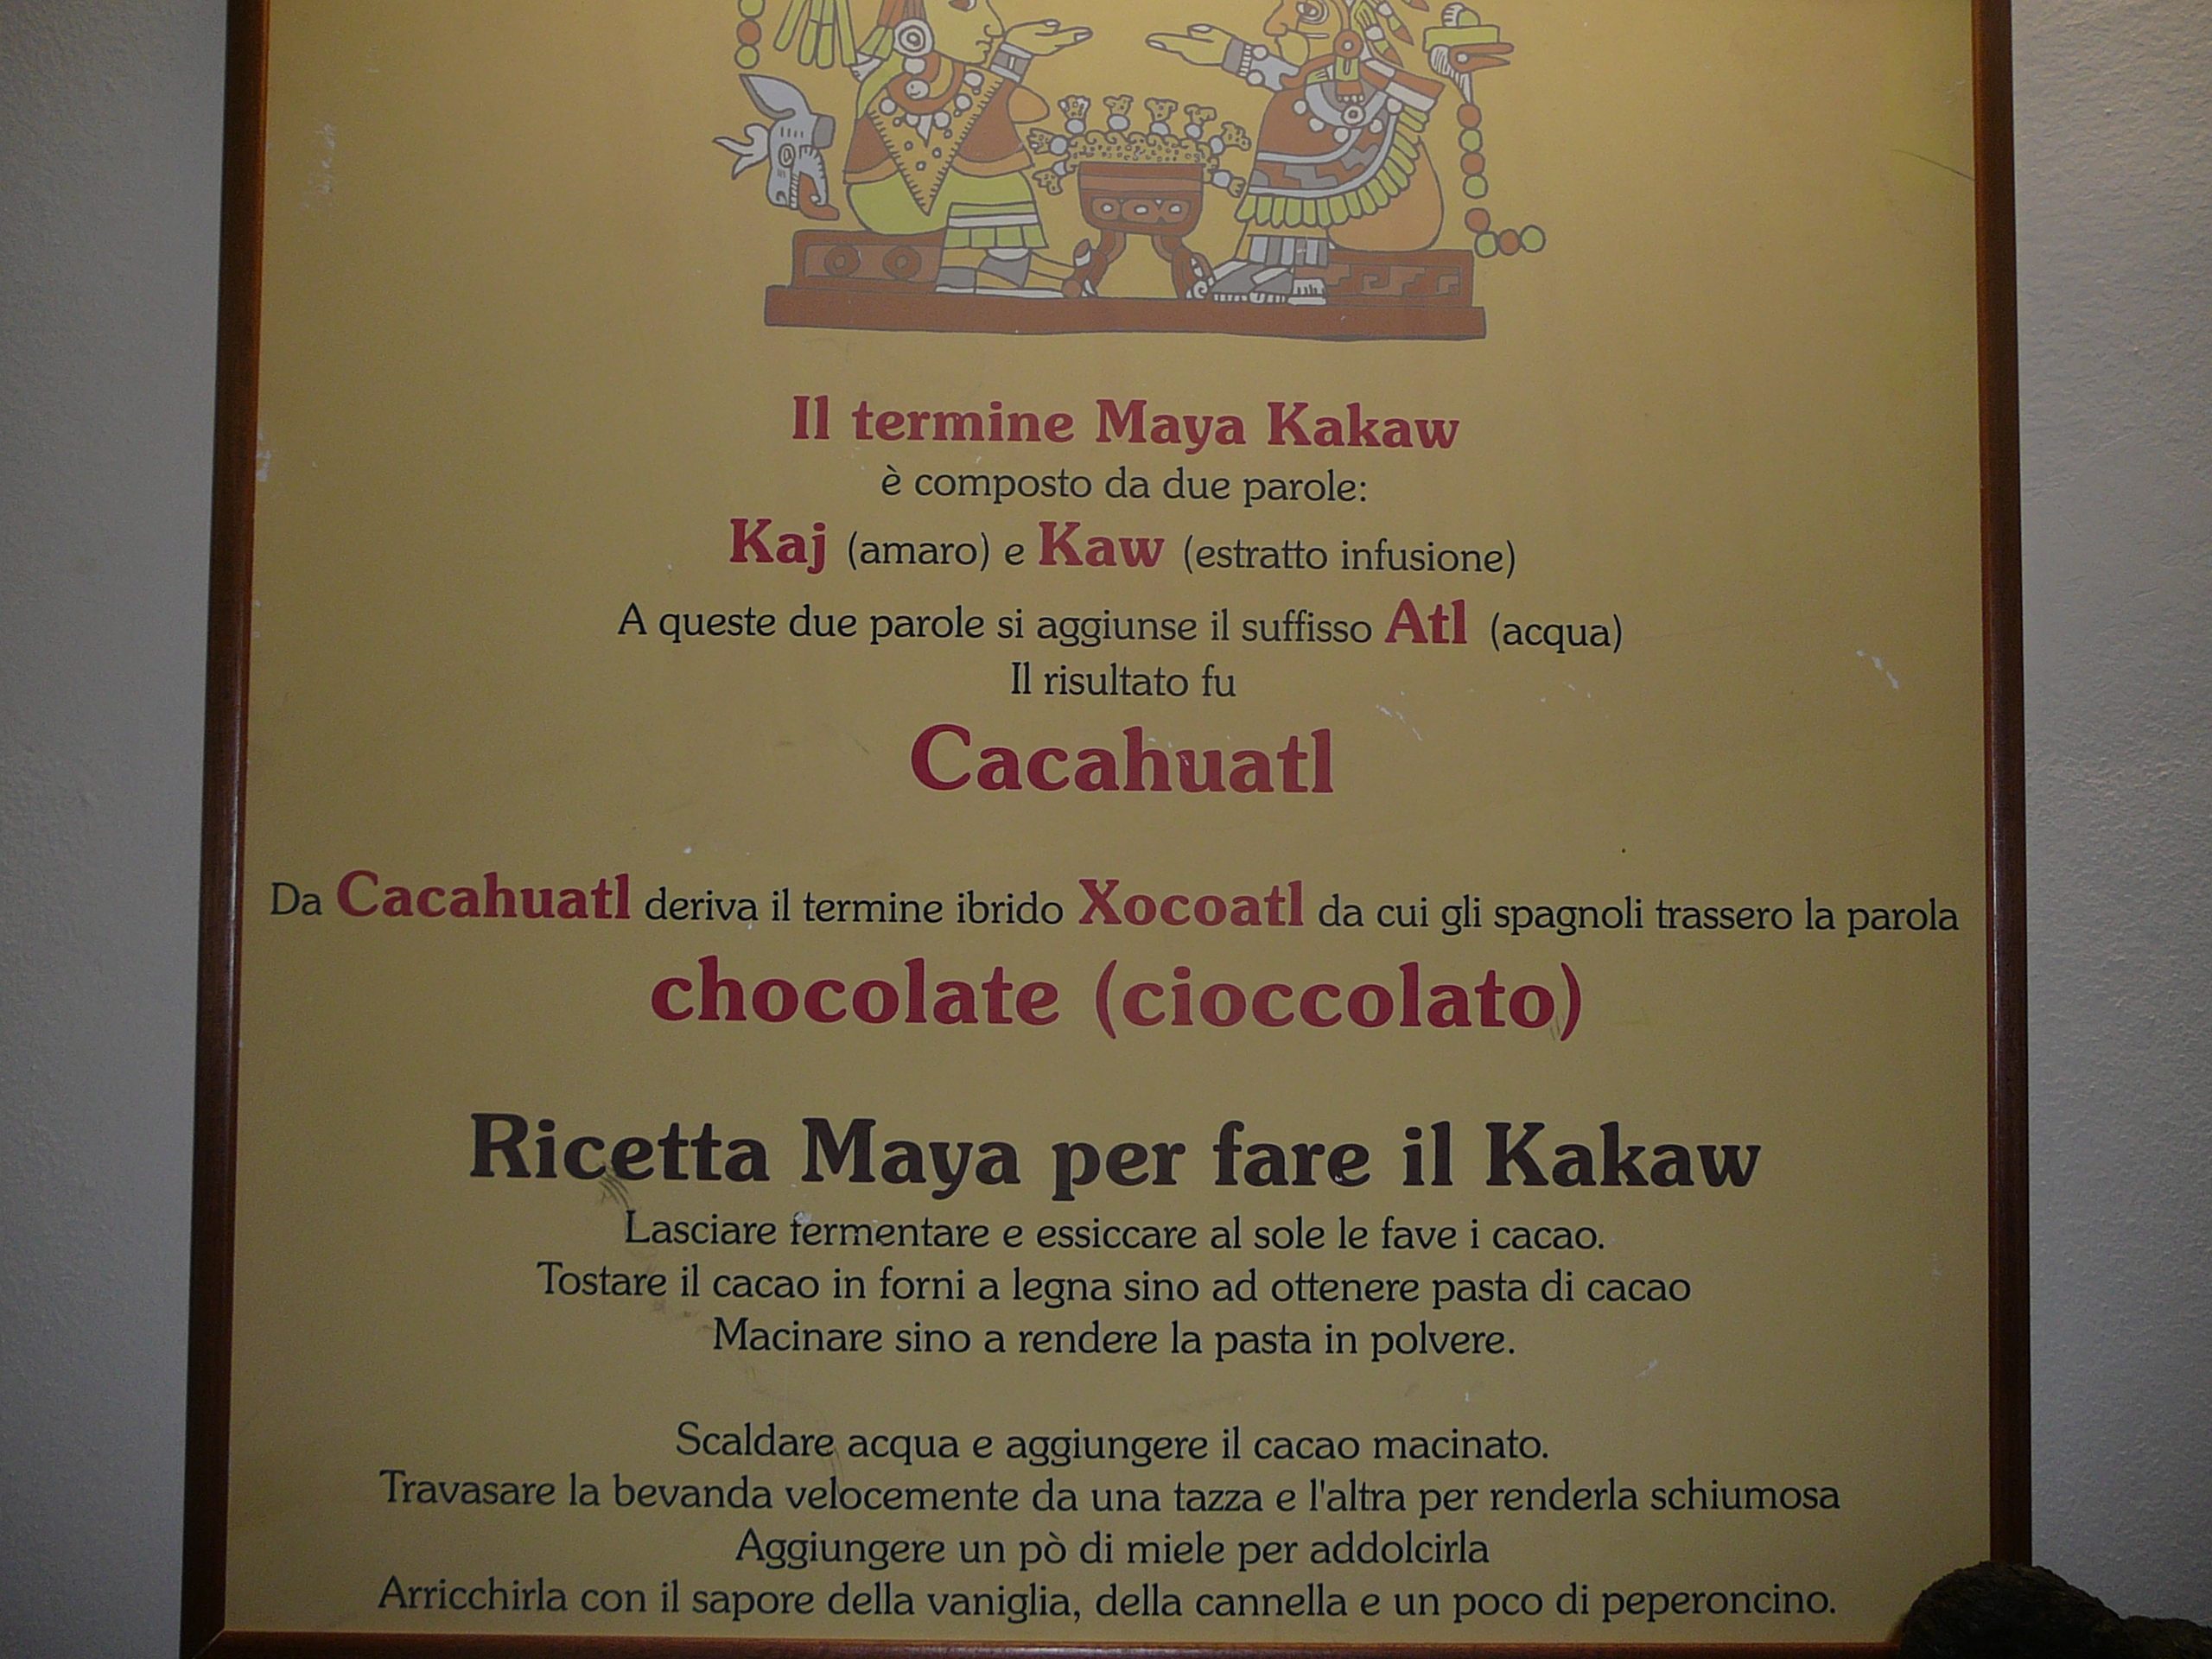 Il termine Maya Kakaw
è composto da due parole:
Kaj (amaro) e Kaw (estratto infusione)
A queste due parole si aggiunse il suffisso Atl (acqua)
Il risultato fu
Cacahuatl
Da Cacahuatl deriva il termine ibrido Xocoatl da cui gli spagnoli trassero la parola
chocolate (cioccolato)
Ricetta Maya per fare il Kakaw
Lasciare fermentare e essiccare al sole le fave i cacao.
Tostare il cacao in forni a legna sino ad ottenere pasta di cacao
Macinare sino a rendere la pasta in polvere.
Scaldare acqua e aggiungere il cacao macinato.
Travasare la bevanda velocemente da una tazza e l'altra per renderla schiumosa
Aggiungere un pò di miele per addolcirla
Arricchirla con il sapore della vaniglia, della cannella e un poco di peperoncino.